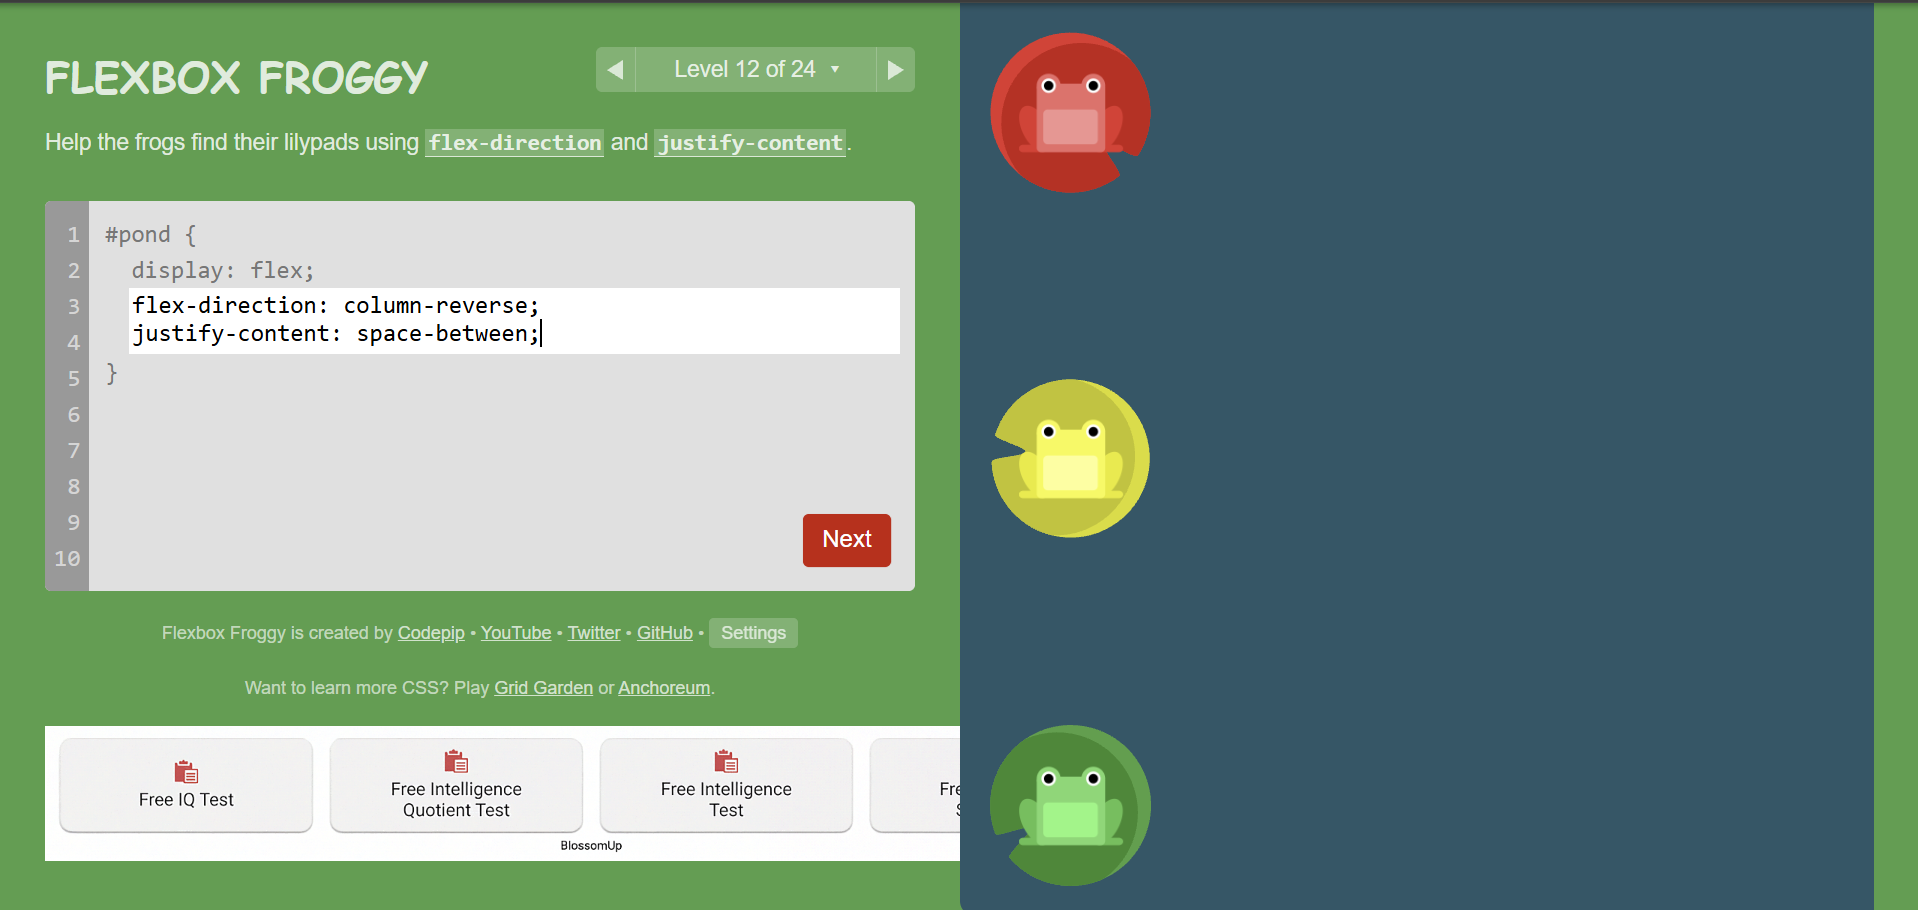 FLEXBOX FROGGY
Level 12 of 24
Help the frogs find their lilypads using flex-direction and justify-content.
1 #pond {
2 display: flex;
3 flex-direction: column-reverse;
4 justify-content: space-between;
5 }
6
7
8
9
10
Next
Flexbox Froggy is created by Codepip • YouTube • Twitter • GitHub • Settings
Want to learn more CSS? Play Grid Garden or Anchoreum.
Free IQ Test
Free Intelligence
Quotient Test
Free Intelligence
Test
BlossomUp